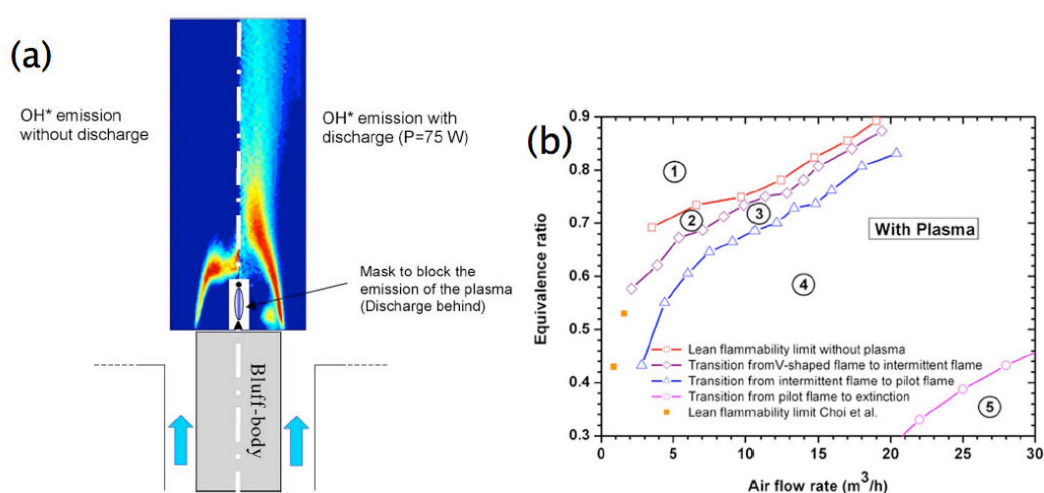 (a)
OH* emission
without discharge
OH* emission with
discharge (P=75 W)
Mask to block the
emission of the plasma
(Discharge behind)
Bluff-body
(b)
Equivalence ratio
0.9
0.8
0.7
0.6
0.5
0.4
0.3
1
2
3
4
5
With Plasma
Lean flammability limit without plasma
Transition fromV-shaped flame to intermittent flame
Transition from intermittent flame to pilot flame
Transition from pilot flame to extinction
Lean flammability limit Choi et al.
0 5 10 15 20 25 30
Air flow rate (m³/h)